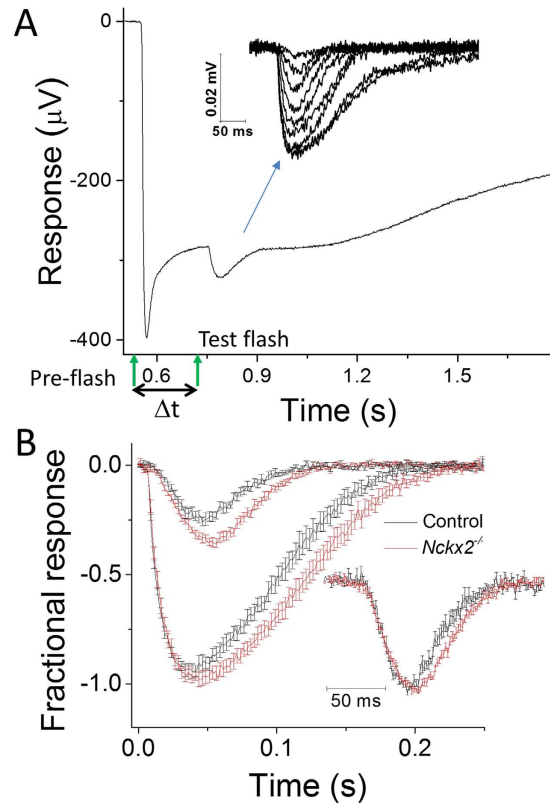 A
0
-200
-400
Response (µV)
0.02 mV
50 ms
Test flash
Pre-flash
0.6
0.9
1.2
1.5
Δt
Time (s)
B
0.0
-0.5
-1.0
Fractional response
Control
Nckx2-/-
50 ms
0.0
0.1
0.2
Time (s)